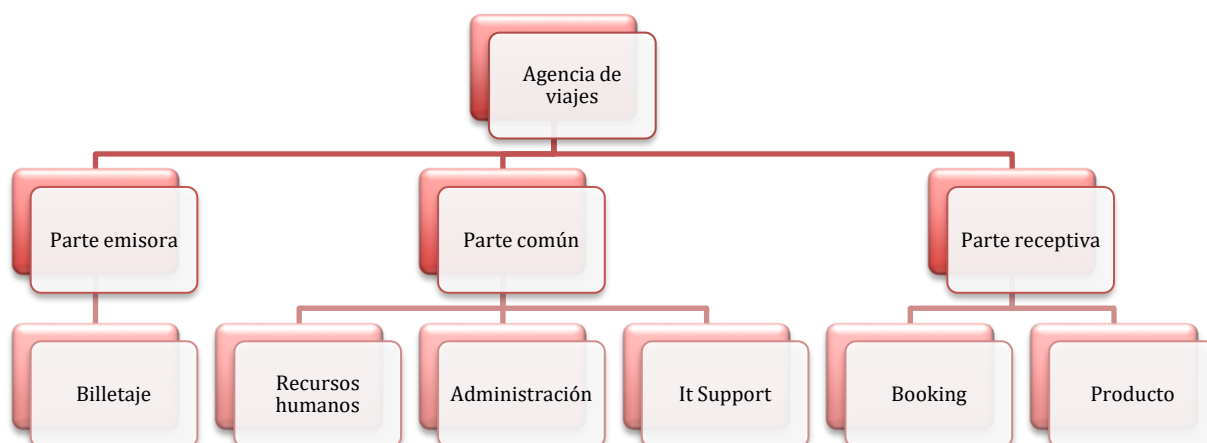 Agencia de
viajes
Parte emisora
Parte común
Parte receptiva
Billetaje
Recursos
humanos
Administración
It Support
Booking
Producto